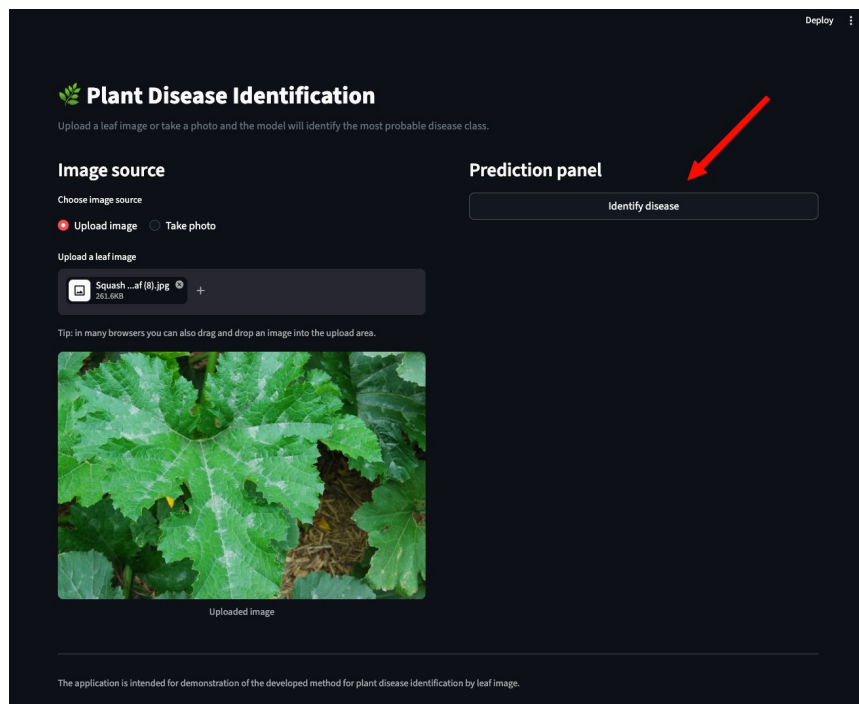 Deploy
Plant Disease Identification
Upload a leaf image or take a photo and the model will identify the most probable disease class.
Image source
Choose image source
Upload image
Take photo
Upload a leaf image
Squash ...af (8).jpg
261.6KB
Tip: in many browsers you can also drag and drop an image into the upload area.
Uploaded image
Prediction panel
Identify disease
The application is intended for demonstration of the developed method for plant disease identification by leaf image.